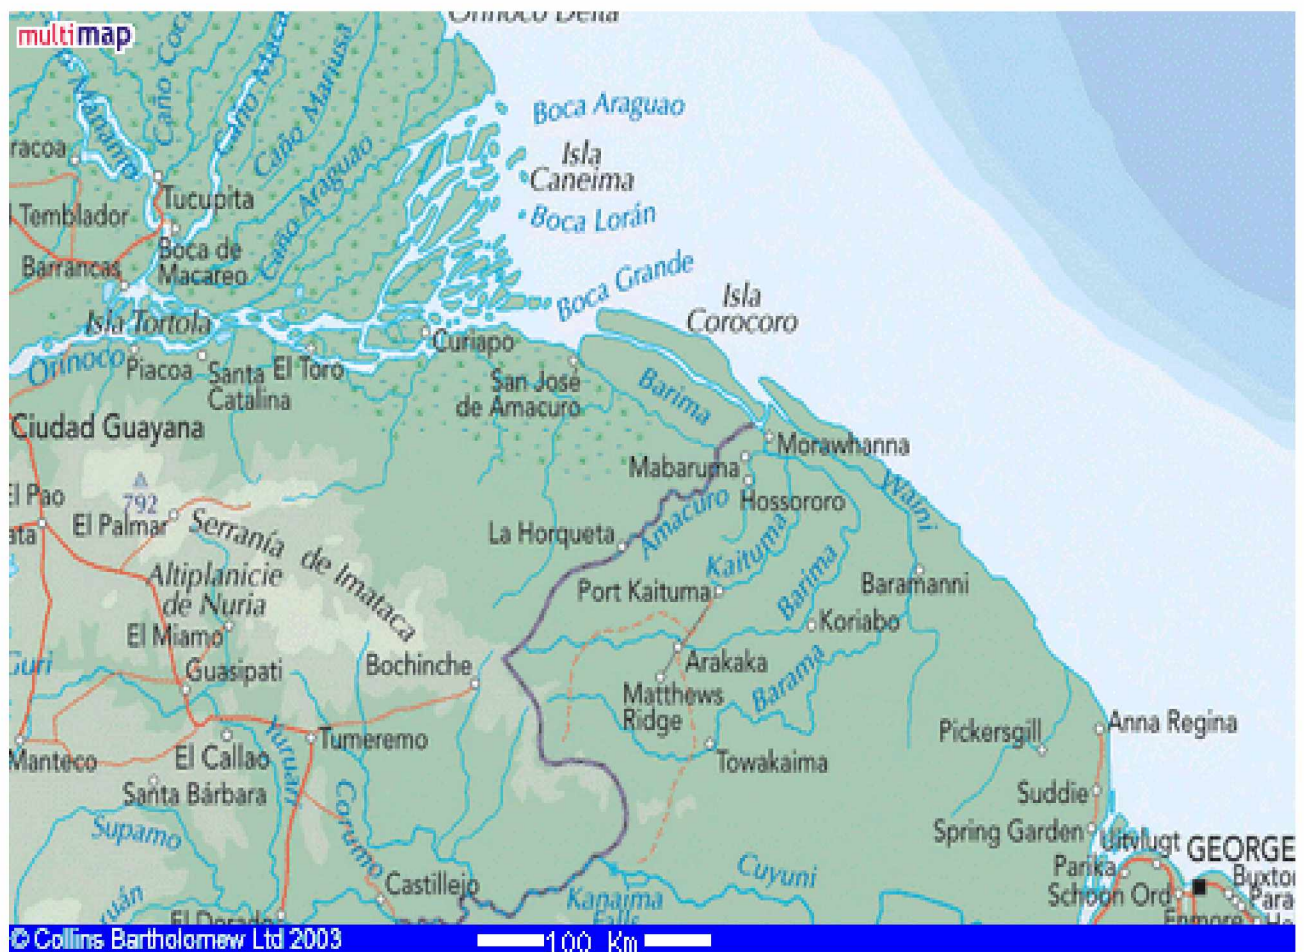 Orinoco Delta
multimap
Mánamo
Caño Mariusa
Caño Araguao
Boca Araguao
Isla
Caneima
Tucupita
Temblador
Boca Lorán
Boca de
Macareo
Barrancas
Boca Grande
Isla
Corocoro
Isla Tortola
Orinoco
Piacoa
Santa
Catalina
El Toro
Curiapo
San José
de Amacuro
Barima
Ciudad Guayana
Morawhanna
Mabaruma
Waini
El Pao
792
El Palmar
Hossororo
Serranía de Imataca
La Horqueta
Amacuro
Kaituma
Altiplanicie
de Nuria
Port Kaituma
Barima
Baramanni
El Miamo
Koriabo
Guri
Guasipati
Bochinche
Arakaka
Matthews
Ridge
Barama
Yuruari
Tumeremo
Pickersgill
Anna Regina
Manteco
El Callao
Towakaima
Santa Bárbara
Suddie
Supamo
Corumo
Spring Garden
Uitvlugt
GEORGE
Parika
Cuyuni
Castillejo
Kanaima
Falls
Schoon Ord
Buxto
Para
El Dorado
Enmore
© Collins Bartholomew Ltd 2003
100 Km